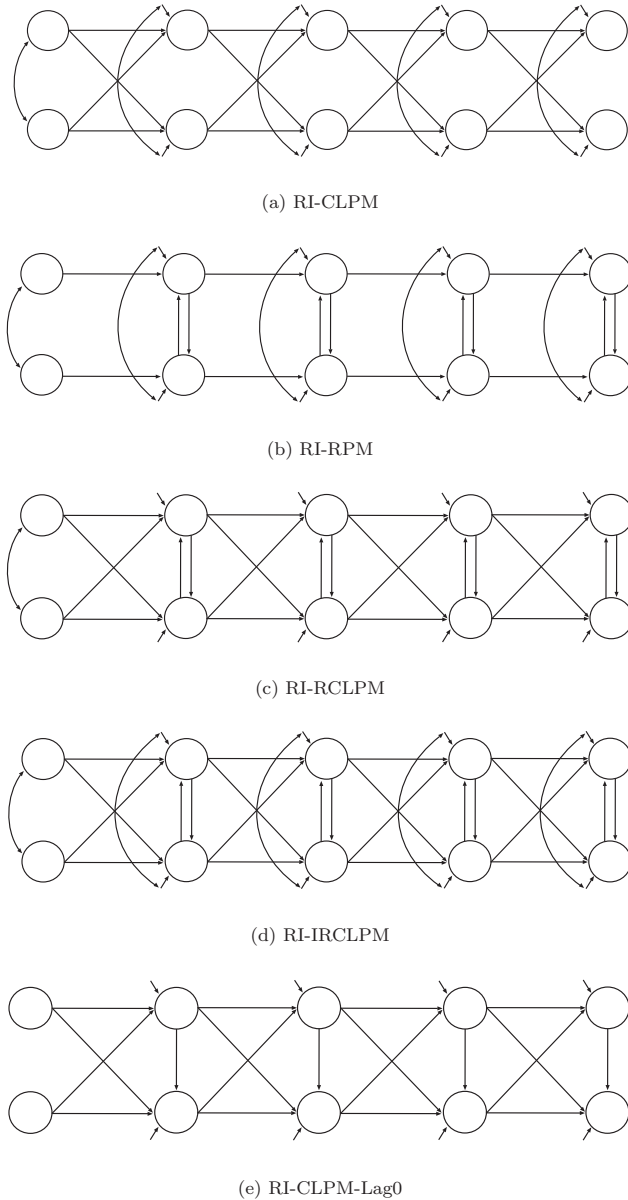 (a) RI-CLPM
(b) RI-RPM
(c) RI-RCLPM
(d) RI-IRCLPM
(e) RI-CLPM-Lag0